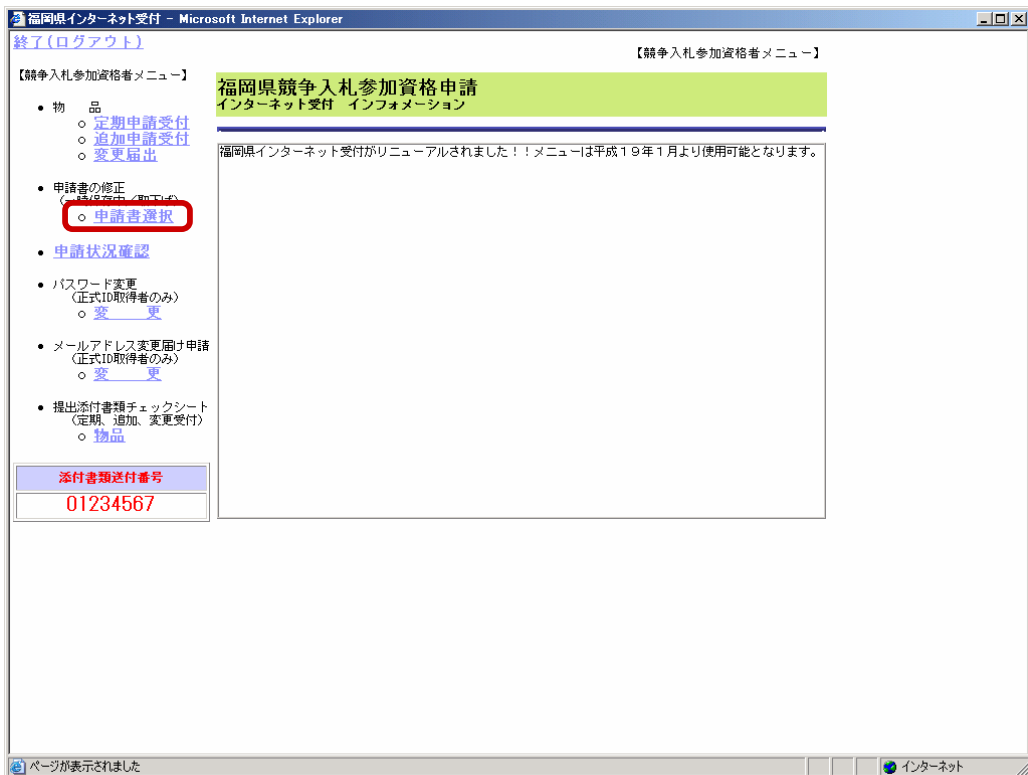 福岡県インターネット受付 - Microsoft Internet Explorer
終了(ログアウト)
【競争入札参加資格者メニュー】
【競争入札参加資格者メニュー】
物　品
定期申請受付
追加申請受付
変更届出
申請書の修正
(一時保存中/取下げ)
申請書選択
申請状況確認
パスワード変更
(正式ID取得者のみ)
変　更
メールアドレス変更届け申請
(正式ID取得者のみ)
変　更
提出添付書類チェックシート
(定期、追加、変更受付)
物品
添付書類送付番号
01234567
福岡県競争入札参加資格申請
インターネット受付　インフォメーション
福岡県インターネット受付がリニューアルされました！！メニューは平成１９年１月より使用可能となります。
ページが表示されました
インターネット